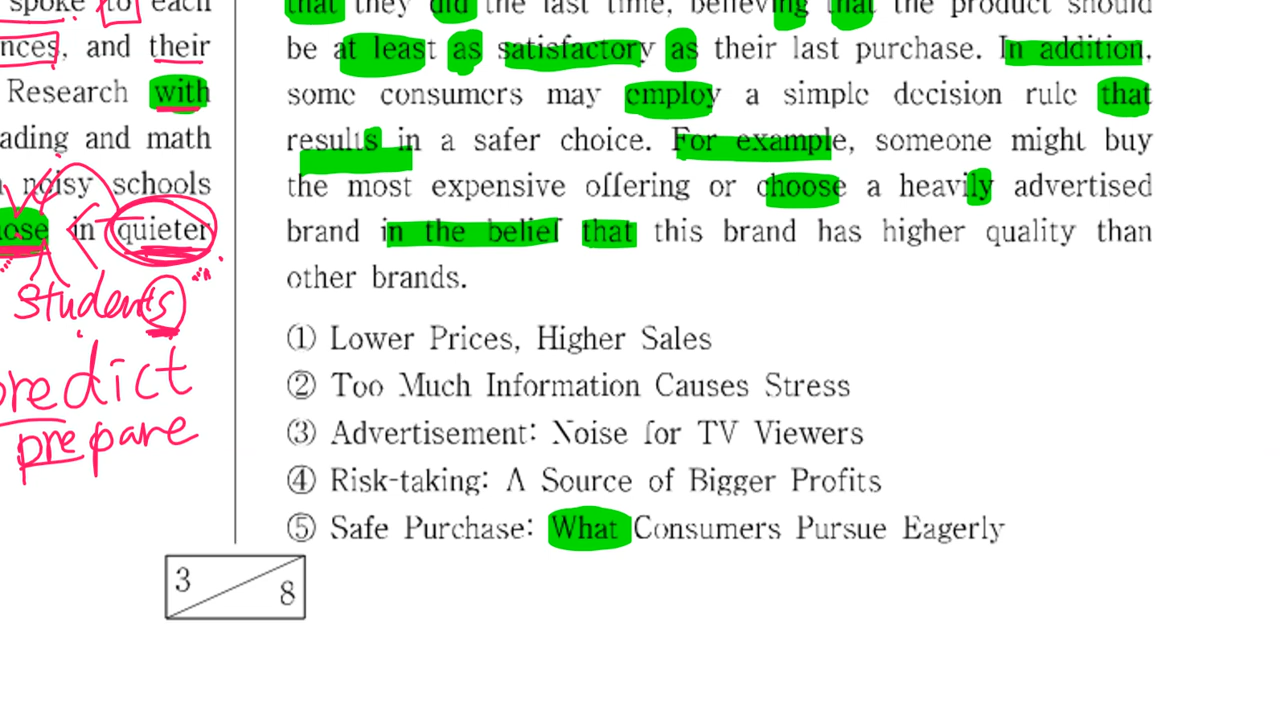 spoke to each
nces, and their
Research with
ading and math
noisy schools
ose in quieter
students
predict
prepare
that they did the last time, believing that the product should
be at least as satisfactory as their last purchase. In addition,
some consumers may employ a simple decision rule that
results in a safer choice. For example, someone might buy
the most expensive offering or choose a heavily advertised
brand in the belief that this brand has higher quality than
other brands.
① Lower Prices, Higher Sales
② Too Much Information Causes Stress
③ Advertisement: Noise for TV Viewers
④ Risk-taking: A Source of Bigger Profits
⑤ Safe Purchase: What Consumers Pursue Eagerly
3
8